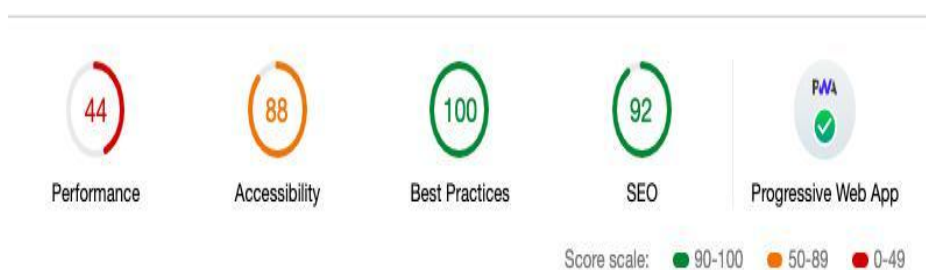 44 88 100 92 PWA
Performance Accessibility Best Practices SEO Progressive Web App
Score scale: 90-100 50-89 0-49